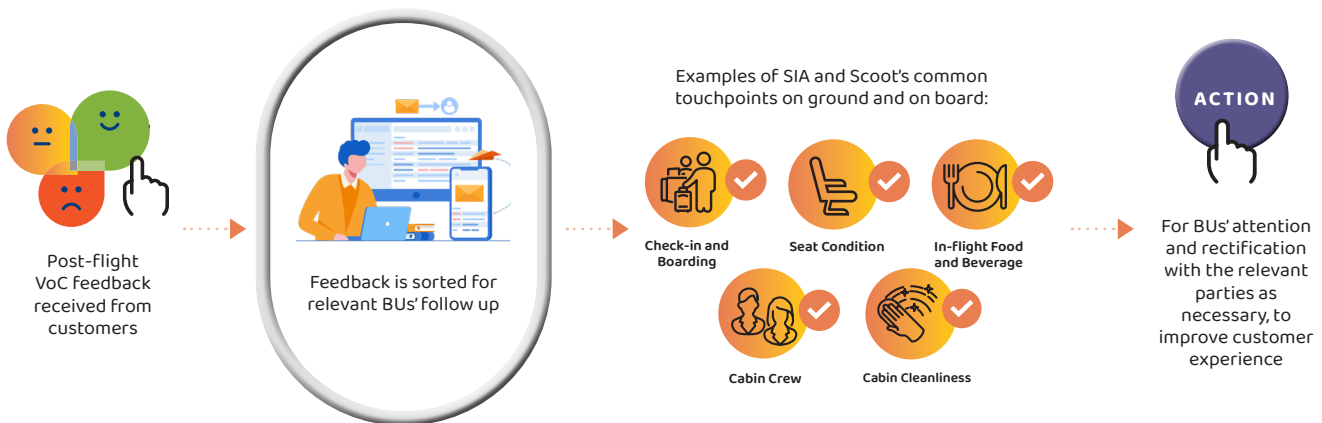 Post-flight
VoC feedback
received from
customers
Feedback is sorted for
relevant BUs' follow up
Examples of SIA and Scoot's common
touchpoints on ground and on board:
Check-in and
Boarding
Seat Condition
In-flight Food
and Beverage
Cabin Crew
Cabin Cleanliness
ACTION
For BUs' attention
and rectification
with the relevant
parties as
necessary, to
improve customer
experience